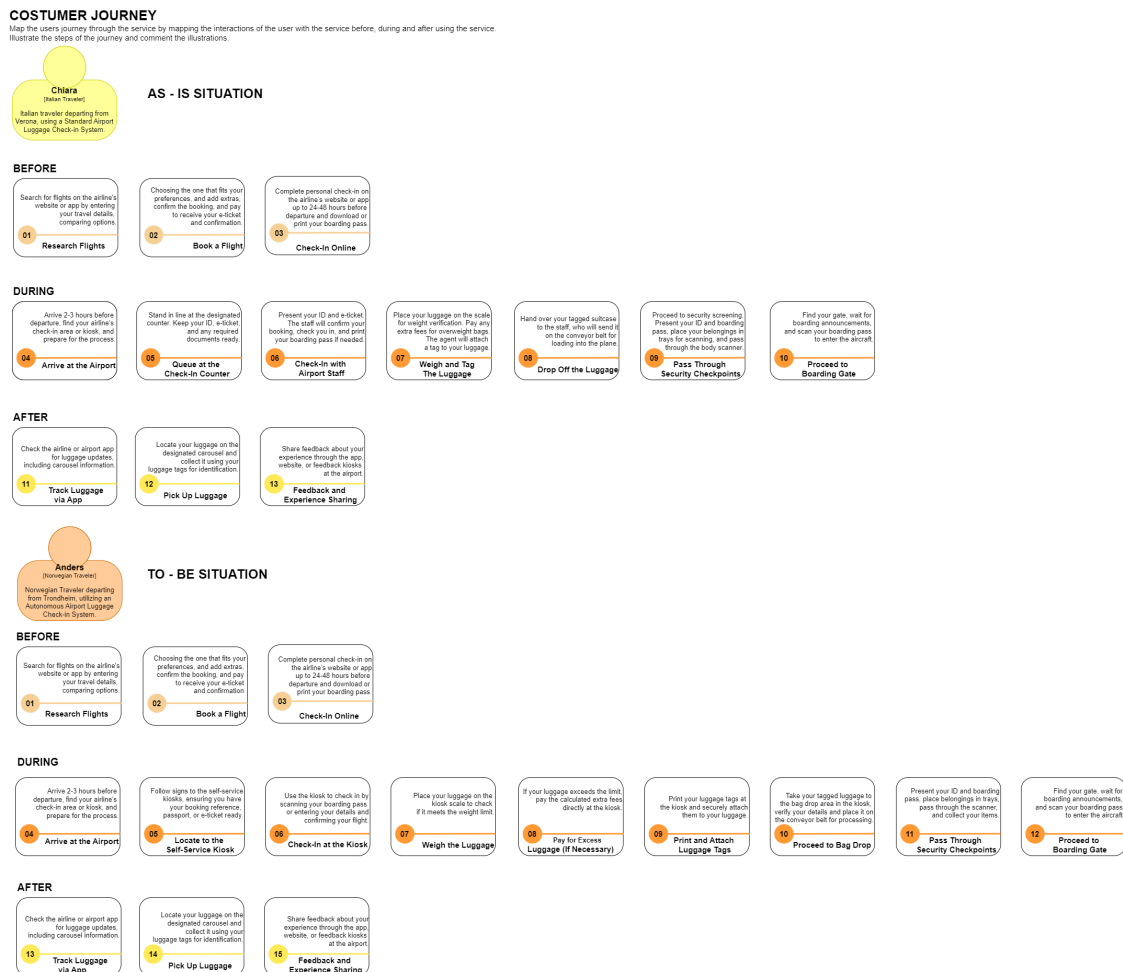 COSTUMER JOURNEY
Map the users journey through the service by mapping the interactions of the user with the service before, during and after using the service.
Illustrate the steps of the journey and comment the illustrations.
Chiara
[Italian Traveler]
Italian traveler departing from
Verona, using a Standard Airport
Luggage Check-in System.
AS - IS SITUATION
BEFORE
Search for flights on the airline's
website or app by entering
your travel details,
comparing options.
01
Research Flights
Choosing the one that fits your
preferences, and add extras,
confirm the booking, and pay
to receive your e-ticket
and confirmation.
02
Book a Flight
Complete personal check-in on
the airline's website or app
up to 24-48 hours before
departure and download or
print your boarding pass.
03
Check-In Online
DURING
Arrive 2-3 hours before
departure, find your airline's
check-in area or kiosk, and
prepare for the process.
04
Arrive at the Airport
Stand in line at the designated
counter. Keep your ID, e-ticket,
and any required
documents ready.
05
Queue at the
Check-In Counter
Present your ID and e-ticket.
The staff will confirm your
booking, check you in, and print
your boarding pass if needed.
06
Check-In with
Airport Staff
Place your luggage on the scale
for weight verification. Pay any
extra fees for overweight bags.
The agent will attach
a tag to your luggage.
07
Weigh and Tag
The Luggage
Hand over your tagged suitcase
to the staff, who will send it
on the conveyor belt for
loading into the plane.
08
Drop Off the Luggage
Proceed to security screening.
Present your ID and boarding
pass, place your belongings in
trays for scanning, and pass
through the body scanner.
09
Pass Through
Security Checkpoints
Find your gate, wait for
boarding announcements,
and scan your boarding pass
to enter the aircraft.
10
Proceed to
Boarding Gate
AFTER
Check the airline or airport app
for luggage updates,
including carousel information.
11
Track Luggage
via App
Locate your luggage on the
designated carousel and
collect it using your
luggage tags for identification.
12
Pick Up Luggage
Share feedback about your
experience through the app,
website, or feedback kiosks
at the airport.
13
Feedback and
Experience Sharing
Anders
[Norwegian Traveler]
Norwegian Traveler departing
from Trondheim, utilizing an
Autonomous Airport Luggage
Check-in System.
TO - BE SITUATION
BEFORE
Search for flights on the airline's
website or app by entering
your travel details,
comparing options.
01
Research Flights
Choosing the one that fits your
preferences, and add extras,
confirm the booking, and pay
to receive your e-ticket
and confirmation.
02
Book a Flight
Complete personal check-in on
the airline's website or app
up to 24-48 hours before
departure and download or
print your boarding pass.
03
Check-In Online
DURING
Arrive 2-3 hours before
departure, find your airline's
check-in area or kiosk, and
prepare for the process.
04
Arrive at the Airport
Follow signs to the self-service
kiosks, ensuring you have
your booking reference,
passport, or e-ticket ready.
05
Locate to the
Self-Service Kiosk
Use the kiosk to check in by
scanning your boarding pass
or entering your details and
confirming your flight.
06
Check-In at the Kiosk
Place your luggage on the
kiosk scale to check
if it meets the weight limit.
07
Weigh the Luggage
If your luggage exceeds the limit,
pay the calculated extra fees
directly at the kiosk.
08
Pay for Excess
Luggage (If Necessary)
Print your luggage tags at
the kiosk and securely attach
them to your luggage.
09
Print and Attach
Luggage Tags
Take your tagged luggage to
the bag drop area in the kiosk,
verify your details and place it on
the conveyor belt for processing.
10
Proceed to Bag Drop
Present your ID and boarding
pass, place belongings in trays,
pass through the scanner,
and collect your items.
11
Pass Through
Security Checkpoints
Find your gate, wait for
boarding announcements,
and scan your boarding pass
to enter the aircraft.
12
Proceed to
Boarding Gate
AFTER
Check the airline or airport app
for luggage updates,
including carousel information.
13
Track Luggage
via App
Locate your luggage on the
designated carousel and
collect it using your
luggage tags for identification.
14
Pick Up Luggage
Share feedback about your
experience through the app,
website, or feedback kiosks
at the airport.
15
Feedback and
Experience Sharing